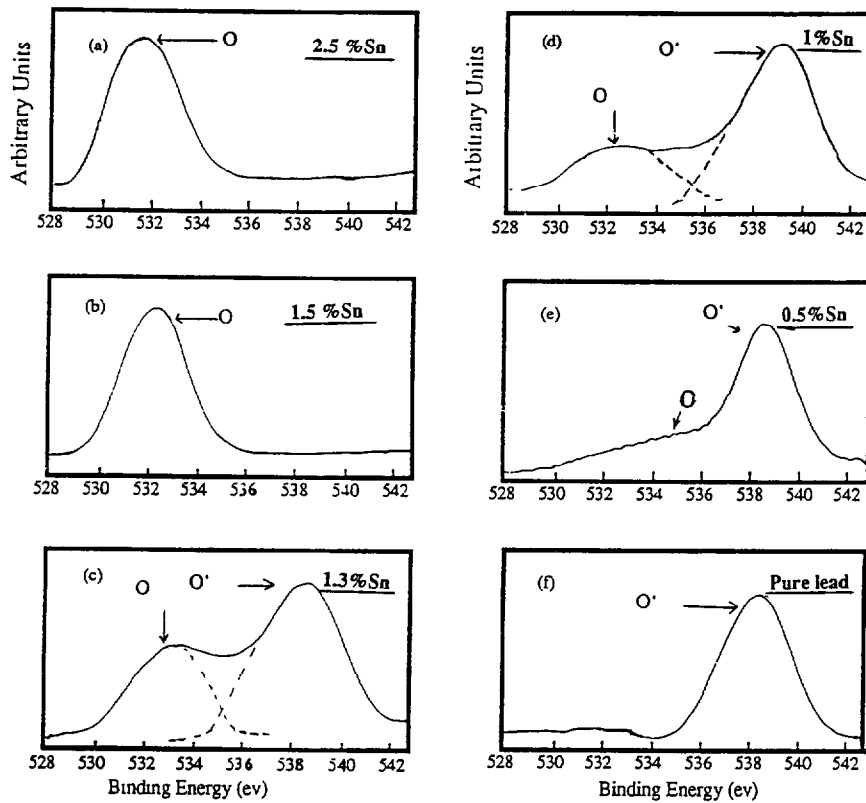 Arbitrary Units
(a)
O
2.5 %Sn
528 530 532 534 536 538 540 542
(b)
O
1.5 %Sn
528 530 532 534 536 538 540 542
(c)
O O'
1.3%Sn
528 530 532 534 536 538 540 542
Binding Energy (ev)
Arbitrary Units
(d)
O'
1%Sn
O
528 530 532 534 536 538 540 542
(e)
O'
0.5%Sn
O
528 530 532 534 536 538 540 542
(f)
Pure lead
O'
528 530 532 534 536 538 540 542
Binding Energy (ev)